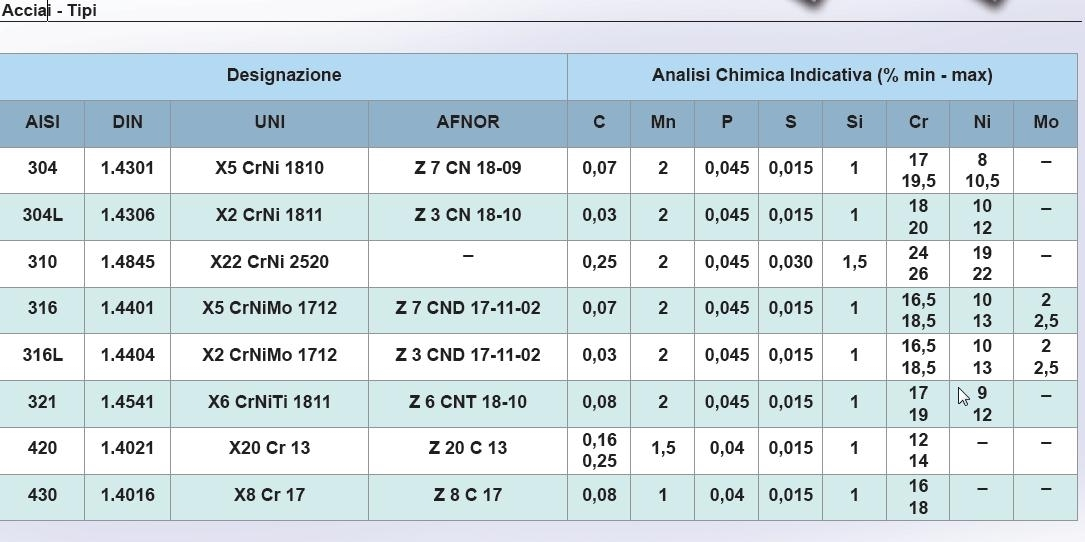 Acciai - Tipi
Designazione Analisi Chimica Indicativa (% min - max)
AISI DIN UNI AFNOR C Mn P S Si Cr Ni Mo
304 1.4301 X5 CrNi 1810 Z 7 CN 18-09 0,07 2 0,045 0,015 1 17 19,5 8 10,5 –
304L 1.4306 X2 CrNi 1811 Z 3 CN 18-10 0,03 2 0,045 0,015 1 18 20 10 12 –
310 1.4845 X22 CrNi 2520 – 0,25 2 0,045 0,030 1,5 24 26 19 22 –
316 1.4401 X5 CrNiMo 1712 Z 7 CND 17-11-02 0,07 2 0,045 0,015 1 16,5 18,5 10 13 2 2,5
316L 1.4404 X2 CrNiMo 1712 Z 3 CND 17-11-02 0,03 2 0,045 0,015 1 16,5 18,5 10 13 2 2,5
321 1.4541 X6 CrNiTi 1811 Z 6 CNT 18-10 0,08 2 0,045 0,015 1 17 19 9 12 –
420 1.4021 X20 Cr 13 Z 20 C 13 0,16 0,25 1,5 0,04 0,015 1 12 14 – –
430 1.4016 X8 Cr 17 Z 8 C 17 0,08 1 0,04 0,015 1 16 18 – –